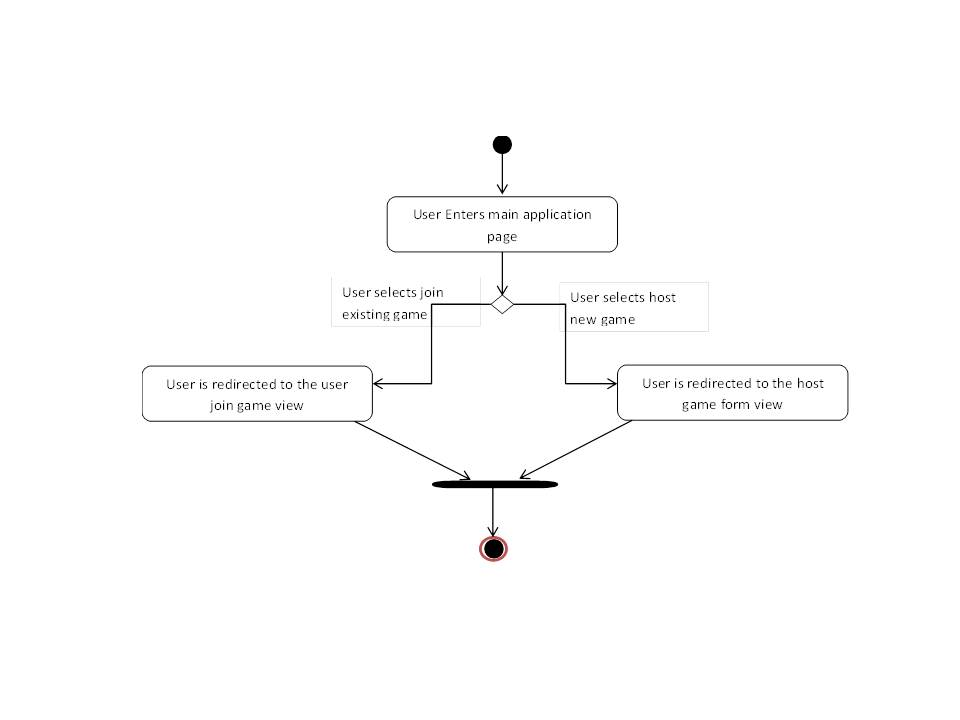 User Enters main application
page
User selects join
existing game
User selects host
new game
User is redirected to the user
join game view
User is redirected to the host
game form view